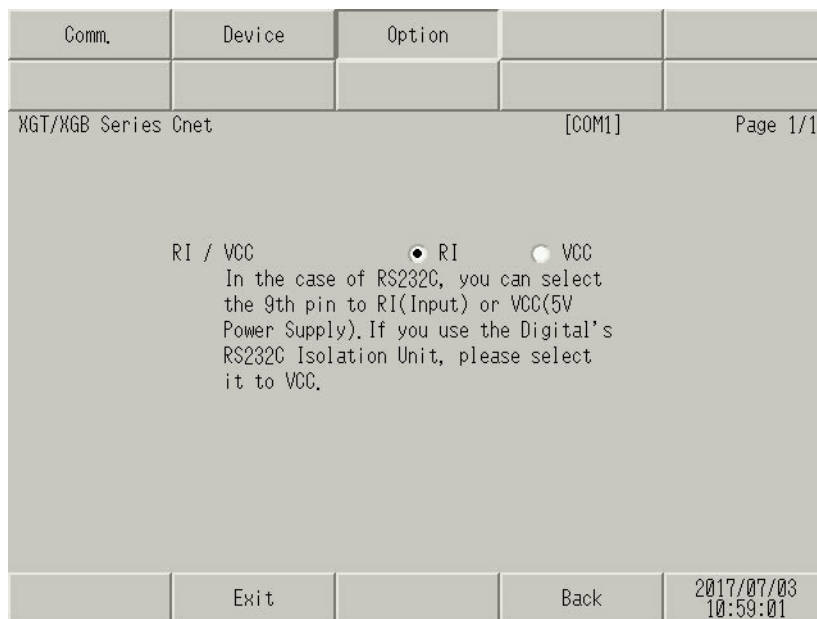 Comm. Device Option
XGT/XGB Series Cnet [COM1] Page 1/1
RI / VCC RI VCC
In the case of RS232C, you can select
the 9th pin to RI(Input) or VCC(5V
Power Supply).If you use the Digital's
RS232C Isolation Unit, please select
it to VCC.
Exit Back 2017/07/03
10:59:01